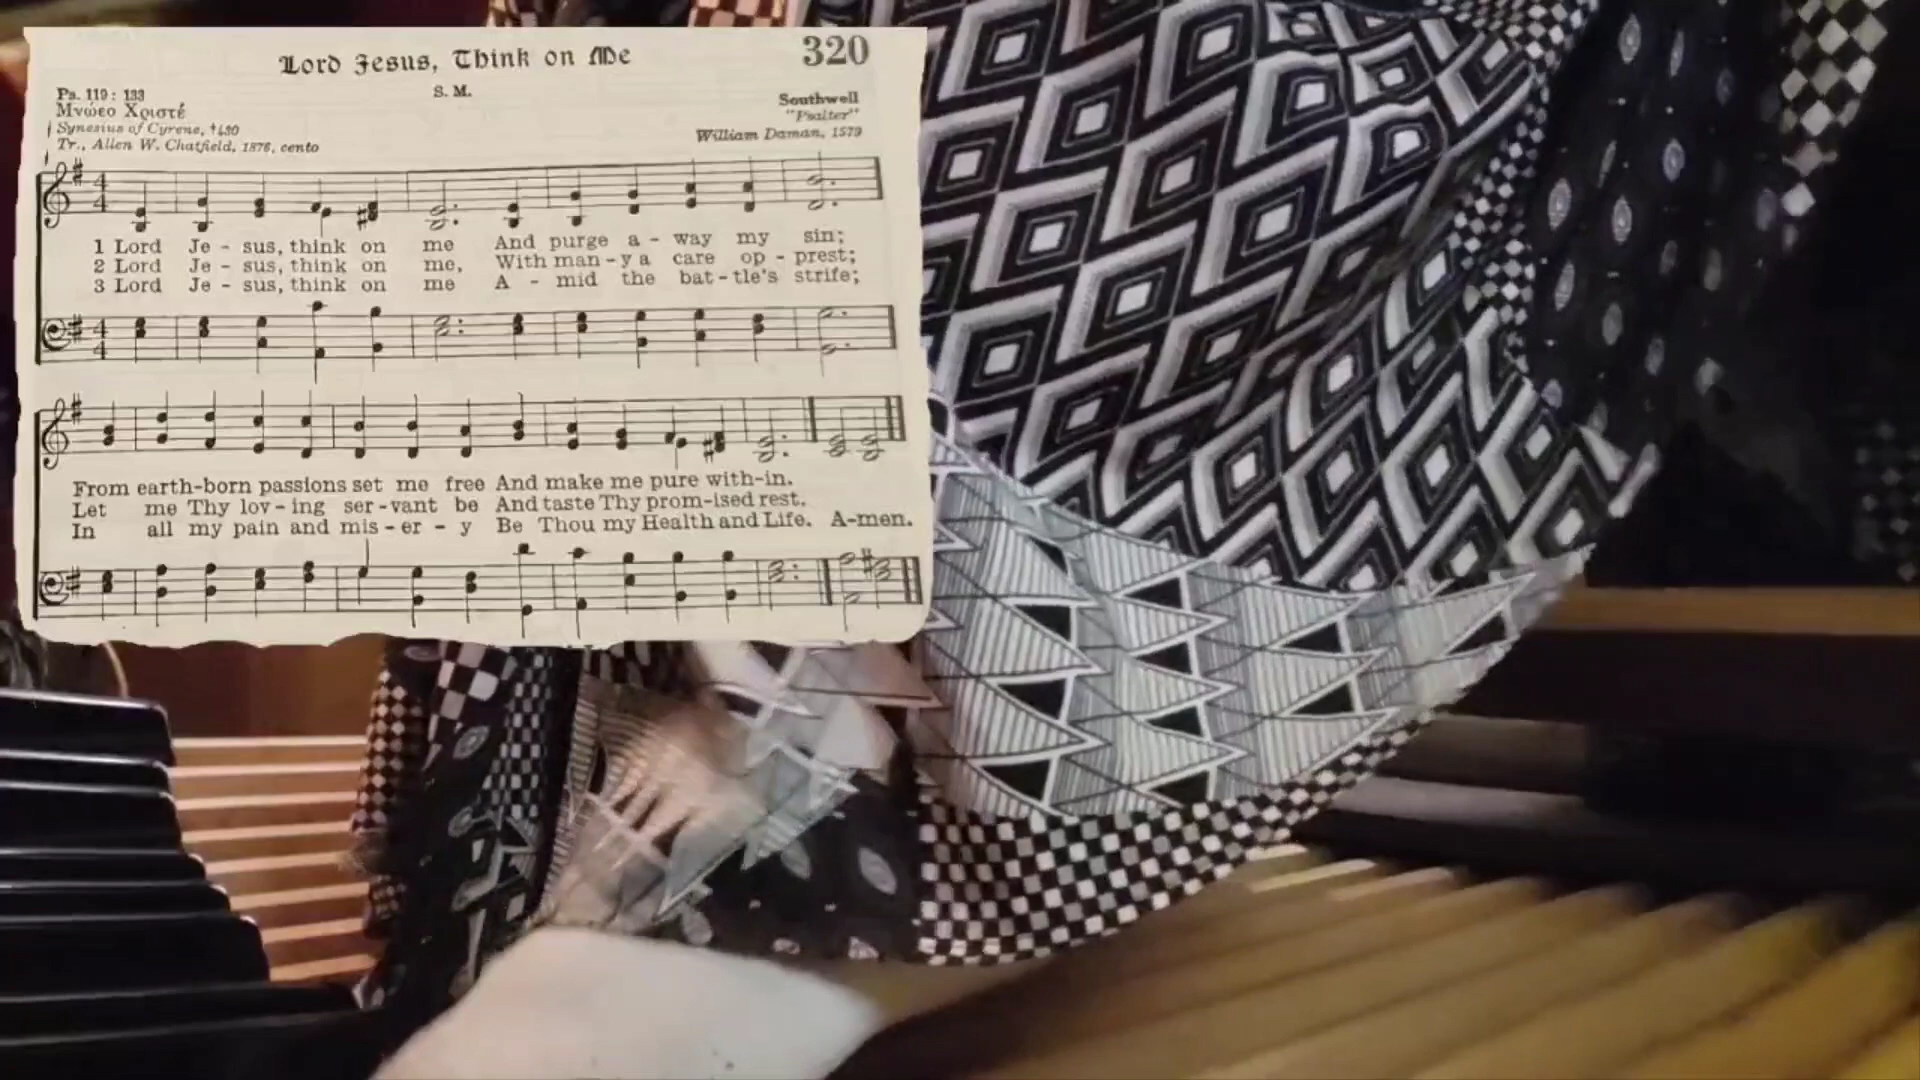 Lord Jesus, Think on Me
320
S. M.
Ps. 119: 133
Μνώεο Χριστέ
Synesius of Cyrene, †430
Tr., Allen W. Chatfield, 1876, cento
Southwell
"Psalter"
William Daman, 1579
1 Lord Je - sus, think on me And purge a - way my sin;
2 Lord Je - sus, think on me, With man - y a care op - prest;
3 Lord Je - sus, think on me A - mid the bat - tle's strife;
From earth-born passions set me free And make me pure with-in.
Let me Thy lov - ing ser - vant be And taste Thy prom-ised rest.
In all my pain and mis - er - y Be Thou my Health and Life. A-men.